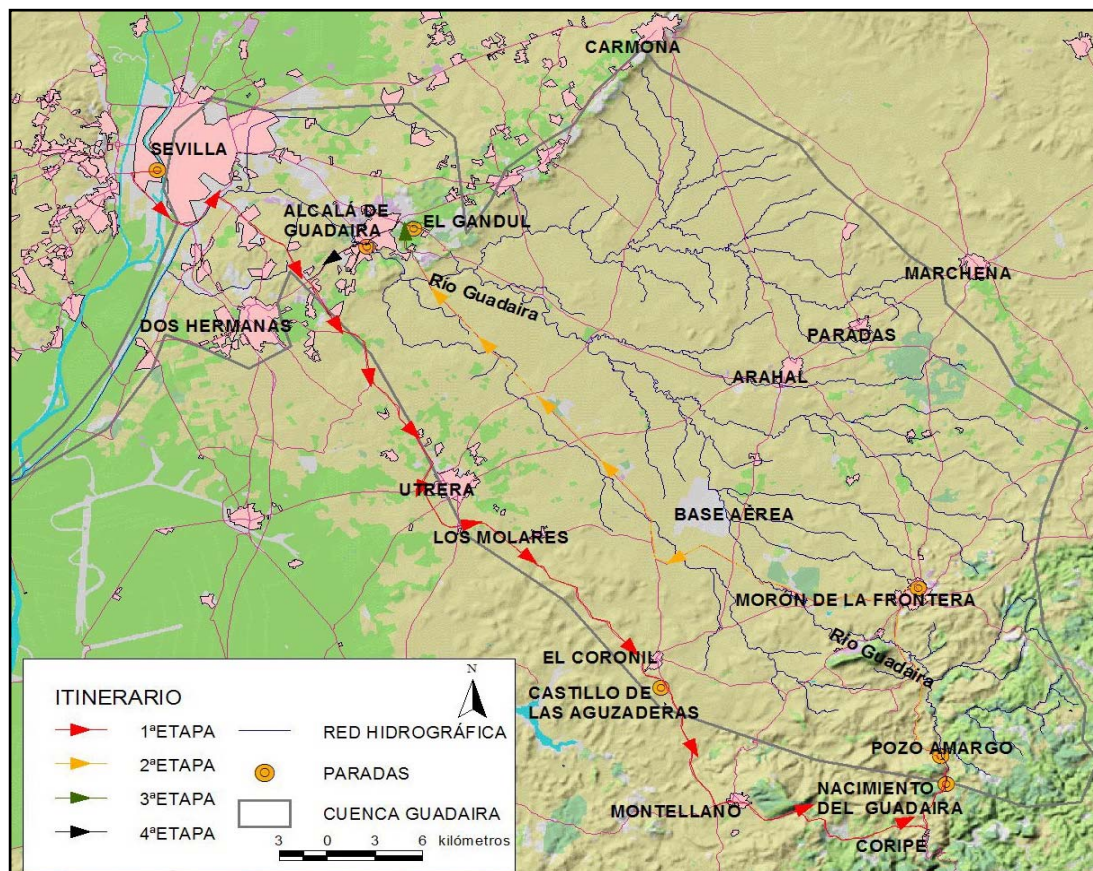 CARMONA
SEVILLA
ALCALÁ DE
GUADAIRA
EL GANDUL
Río Guadaira
MARCHENA
DOS HERMANAS
PARADAS
ARAHAL
UTRERA
BASE AÈREA
LOS MOLARES
MORÓN DE LA FRONTERA
Río Guadaira
EL CORONIL
CASTILLO DE
LAS AGUZADERAS
POZO AMARGO
NACIMIENTO
DEL GUADAIRA
MONTELLANO
CORIPE
N
ITINERARIO
1ªETAPA
2ªETAPA
3ªETAPA
4ªETAPA
RED HIDROGRÁFICA
PARADAS
CUENCA GUADAIRA
3 0 3 6 kilómetros